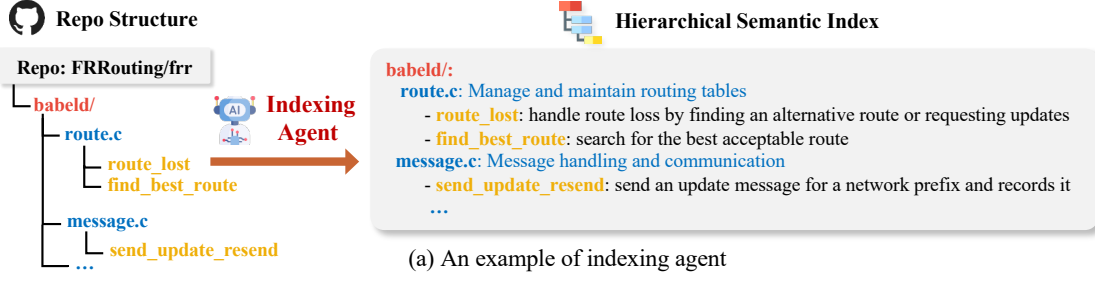 Repo Structure
Repo: FRRouting/frr
babeld/
route.c
route_lost
find_best_route
message.c
send_update_resend
...
AI
Indexing
Agent
Hierarchical Semantic Index
babeld/:
route.c: Manage and maintain routing tables
- route_lost: handle route loss by finding an alternative route or requesting updates
- find_best_route: search for the best acceptable route
message.c: Message handling and communication
- send_update_resend: send an update message for a network prefix and records it
...
(a) An example of indexing agent